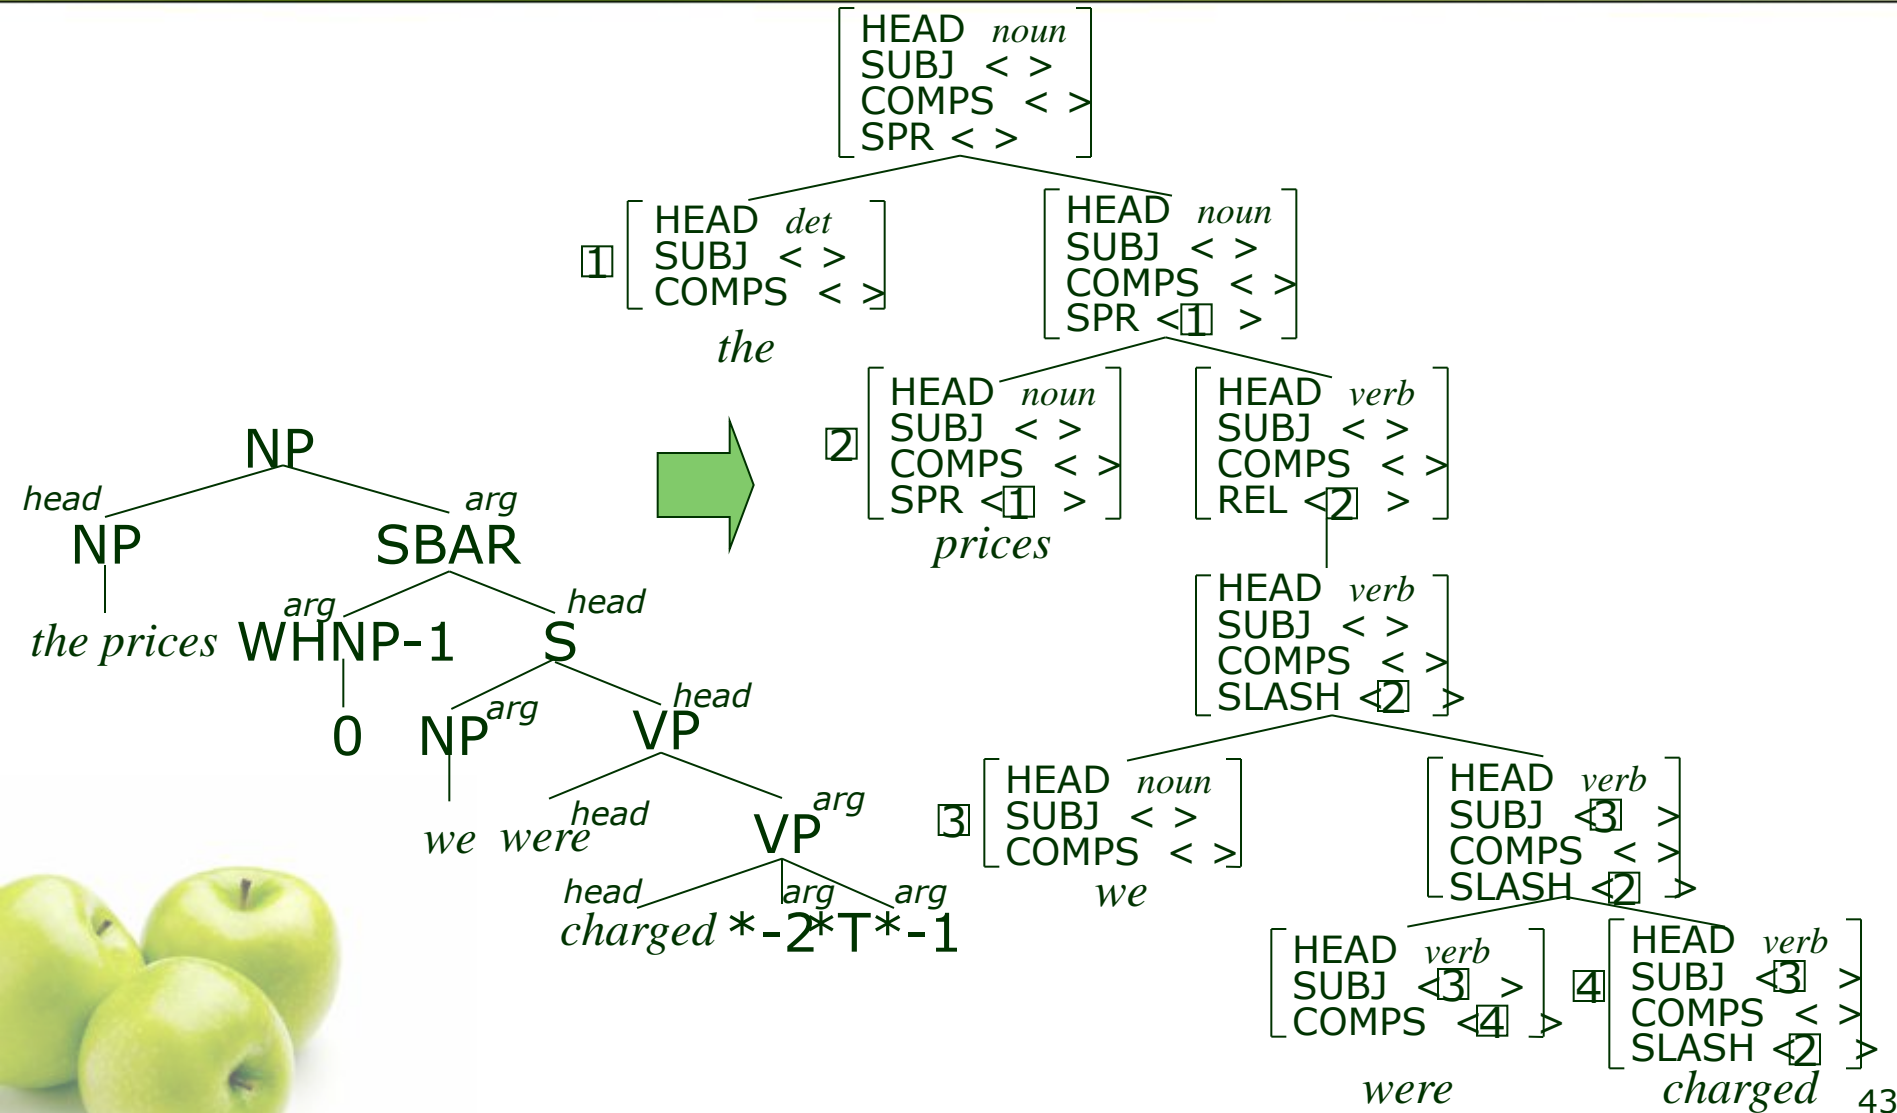 HEAD noun
SUBJ < >
COMPS < >
SPR < >
1
HEAD det
SUBJ < >
COMPS < >
the
HEAD noun
SUBJ < >
COMPS < >
SPR <1 >
2
HEAD noun
SUBJ < >
COMPS < >
SPR <1 >
prices
HEAD verb
SUBJ < >
COMPS < >
REL <2 >
HEAD verb
SUBJ < >
COMPS < >
SLASH <2 >
3
HEAD noun
SUBJ < >
COMPS < >
we
HEAD verb
SUBJ <3 >
COMPS < >
SLASH <2 >
HEAD verb
SUBJ <3 >
COMPS <4 >
were
4
HEAD verb
SUBJ <3 >
COMPS < >
SLASH <2 >
charged
NP
head arg
NP SBAR
arg head
the prices WHNP-1 S
arg head
0 NP VP
head arg
we were VP
head arg arg
charged *-2 *T*-1
43